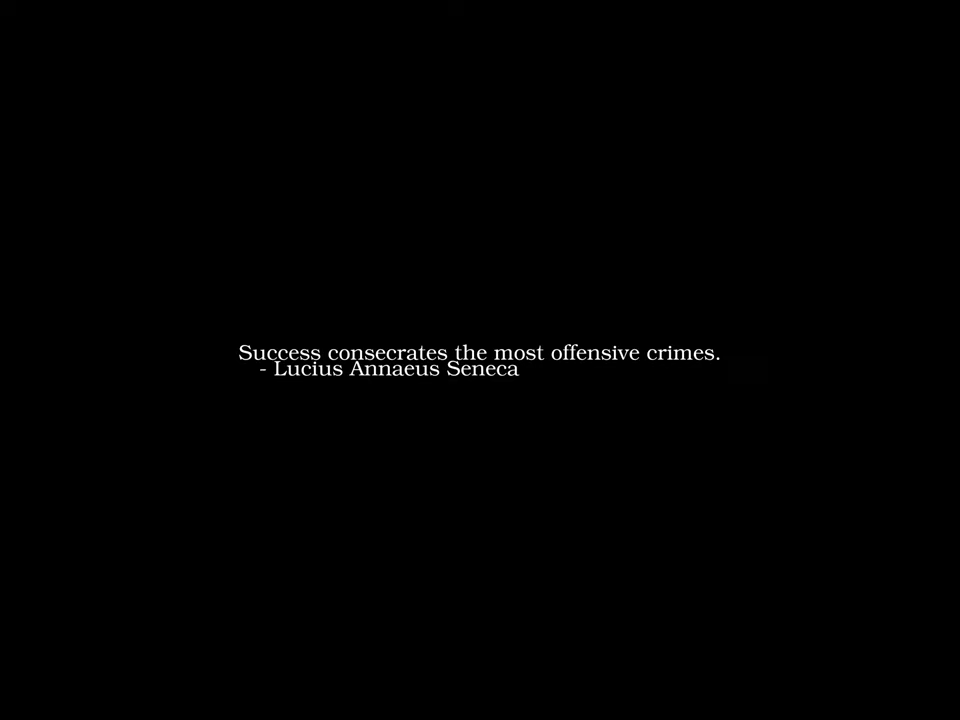 Success consecrates the most offensive crimes.
- Lucius Annaeus Seneca